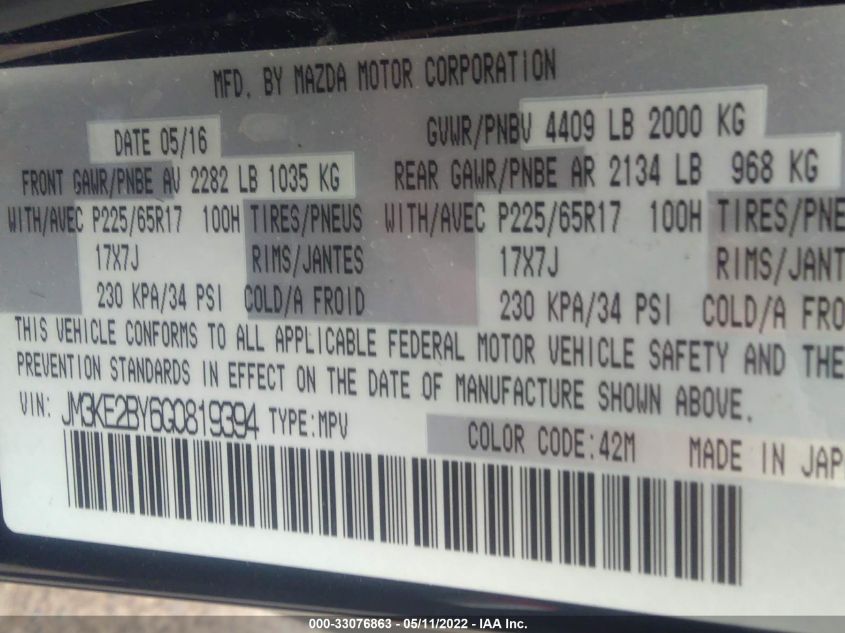 MFD. BY MAZDA MOTOR CORPORATION
DATE 05/16 GVWR/PNBV 4409 LB 2000 KG
FRONT GAWR/PNBE AV 2282 LB 1035 KG REAR GAWR/PNBE AR 2134 LB 968 KG
WITH/AVEC P225/65R17 100H TIRES/PNEUS WITH/AVEC P225/65R17 100H TIRES/PNE
17X7J RIMS/JANTES 17X7J RIMS/JANT
230 KPA/34 PSI COLD/A FROID 230 KPA/34 PSI COLD/A FRO
THIS VEHICLE CONFORMS TO ALL APPLICABLE FEDERAL MOTOR VEHICLE SAFETY AND THE
PREVENTION STANDARDS IN EFFECT ON THE DATE OF MANUFACTURE SHOWN ABOVE.
VIN: JM3KE2BY6G0819394 TYPE:MPV COLOR CODE:42M MADE IN JAP
000-33076863 - 05/11/2022 - IAA Inc.